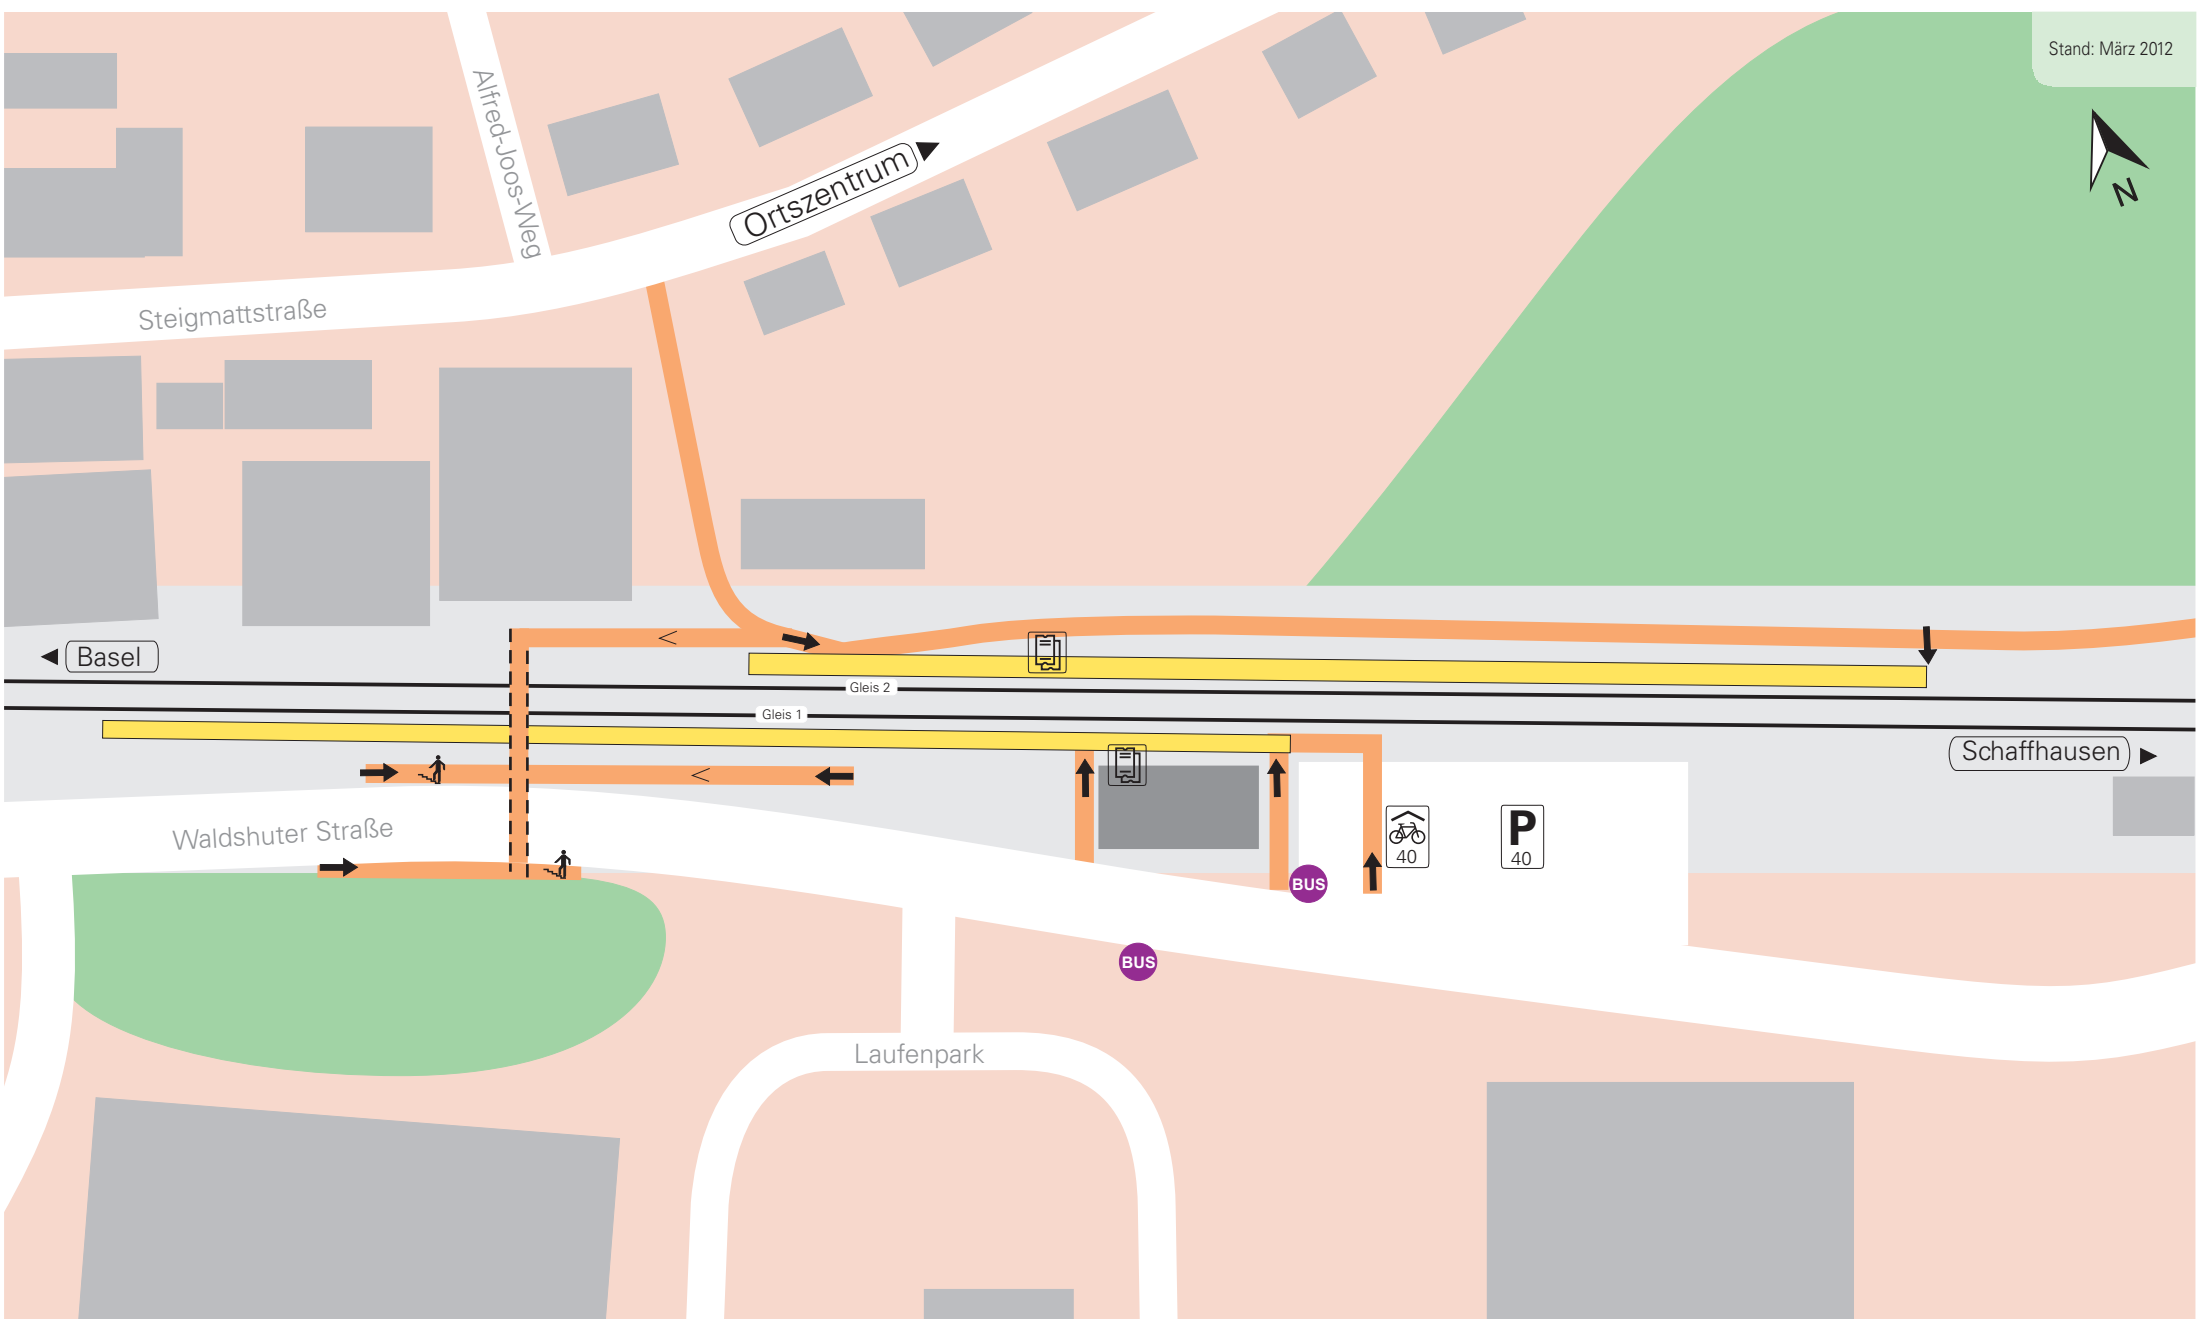 Stand: März 2012
N
Alfred-Joos-Weg
Ortszentrum
Steigmattstraße
Basel
Gleis 2
Gleis 1
Schaffhausen
Waldshuter Straße
P
40
40
BUS
BUS
Laufenpark